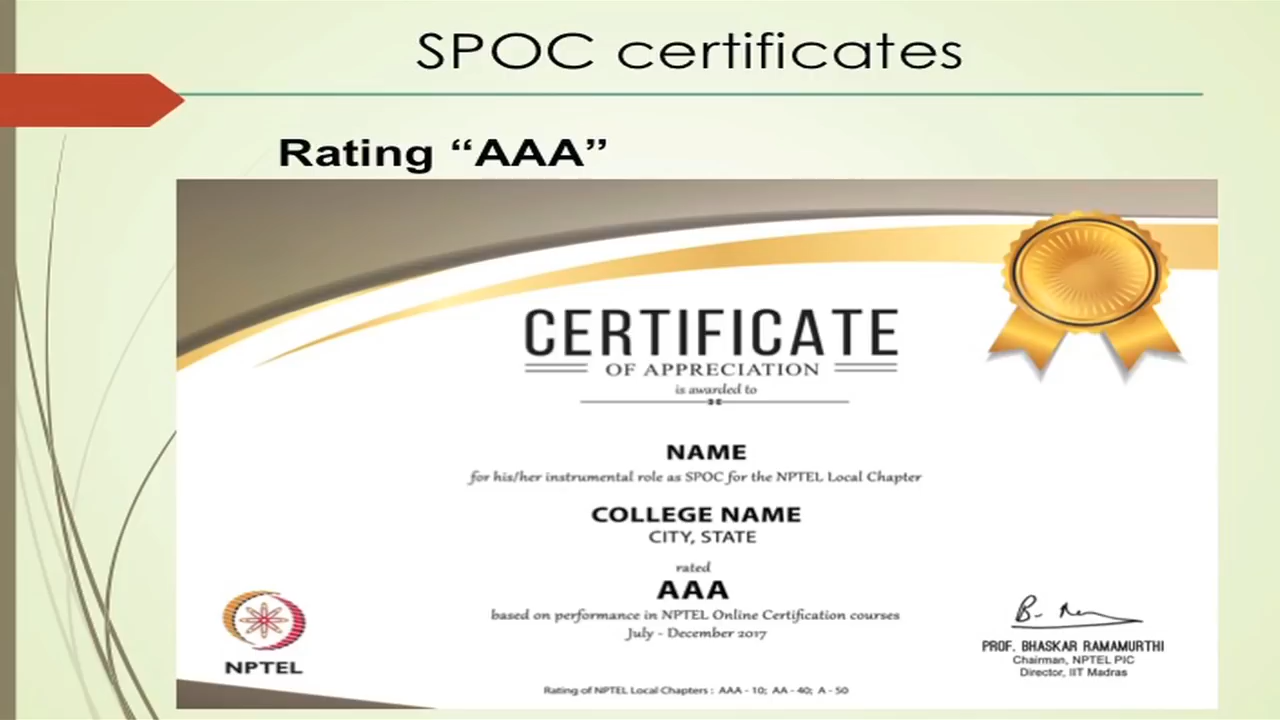 SPOC certificates
Rating “AAA”
CERTIFICATE
OF APPRECIATION
is awarded to
NAME
for his/her instrumental role as SPOC for the NPTEL Local Chapter
COLLEGE NAME
CITY, STATE
rated
AAA
based on performance in NPTEL Online Certification courses
July - December 2017
NPTEL
PROF. BHASKAR RAMAMURTHI
Chairman, NPTEL PIC
Director, IIT Madras
Rating of NPTEL Local Chapters : AAA - 10; AA - 40; A - 50